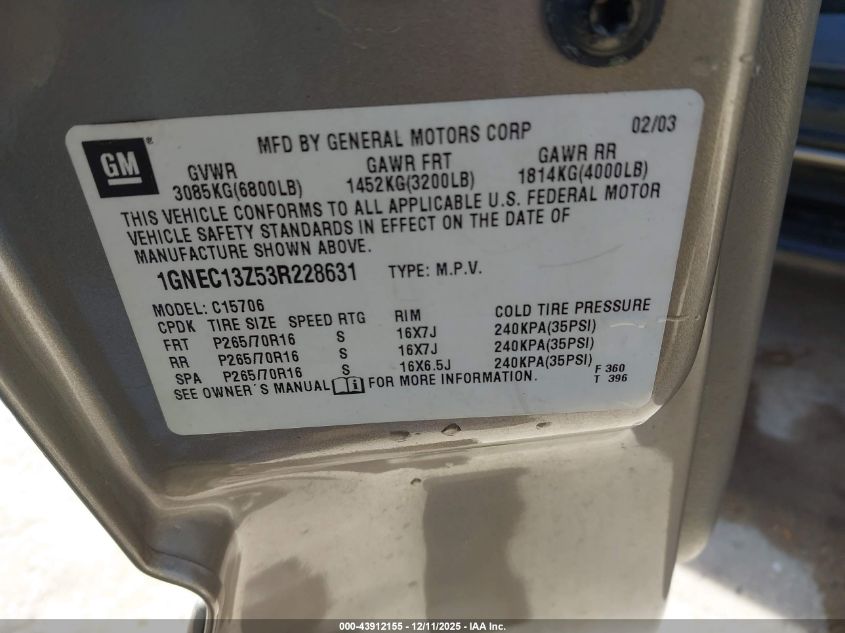 GM ®
MFD BY GENERAL MOTORS CORP 02/03
GVWR GAWR FRT GAWR RR
3085KG(6800LB) 1452KG(3200LB) 1814KG(4000LB)
THIS VEHICLE CONFORMS TO ALL APPLICABLE U.S. FEDERAL MOTOR
VEHICLE SAFETY STANDARDS IN EFFECT ON THE DATE OF
MANUFACTURE SHOWN ABOVE.
1GNEC13Z53R228631 TYPE: M.P.V.
MODEL: C15706
CPDK TIRE SIZE SPEED RTG RIM COLD TIRE PRESSURE
FRT P265/70R16 S 16X7J 240KPA(35PSI)
RR P265/70R16 S 16X7J 240KPA(35PSI)
SPA P265/70R16 S 16X6.5J 240KPA(35PSI)
SEE OWNER'S MANUAL i FOR MORE INFORMATION.
F 360
T 396
000-43912155 - 12/11/2025 - IAA Inc.